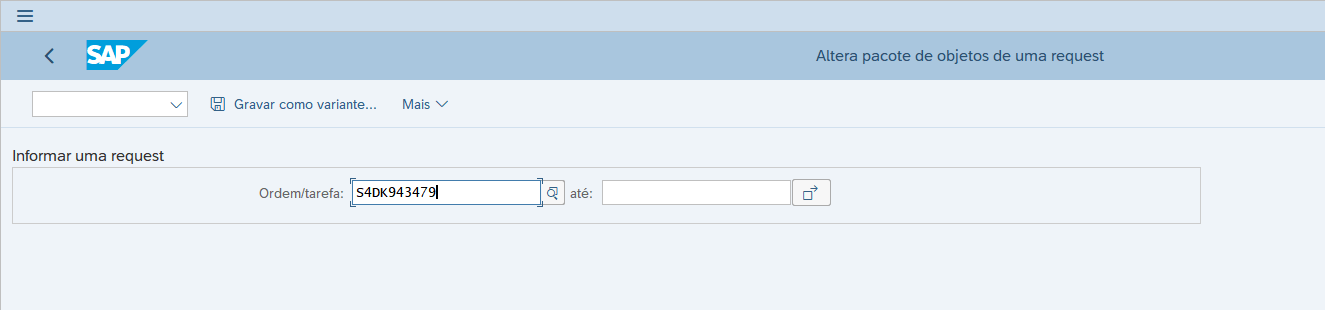 SAP
Altera pacote de objetos de uma request
Gravar como variante... Mais
Informar uma request
Ordem/tarefa: S4DK943479 até: